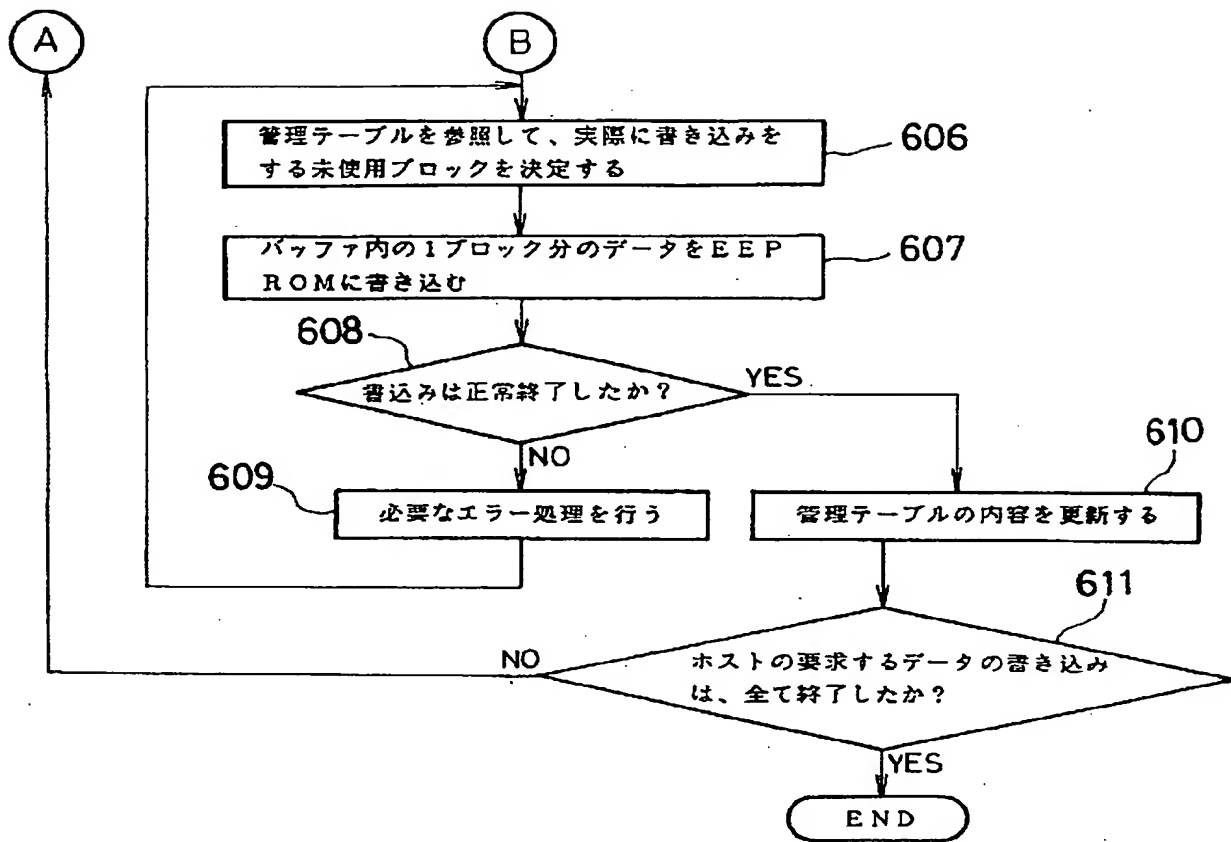 A
B
管理テーブルを参照して、実際に書き込みを
する未使用ブロックを決定する
606
バッファ内の1ブロック分のデータをEEP
ROMに書き込む
607
608
書込みは正常終了したか?
YES
NO
609
必要なエラー処理を行う
610
管理テーブルの内容を更新する
611
ホストの要求するデータの書き込み
は、全て終了したか?
NO
YES
END